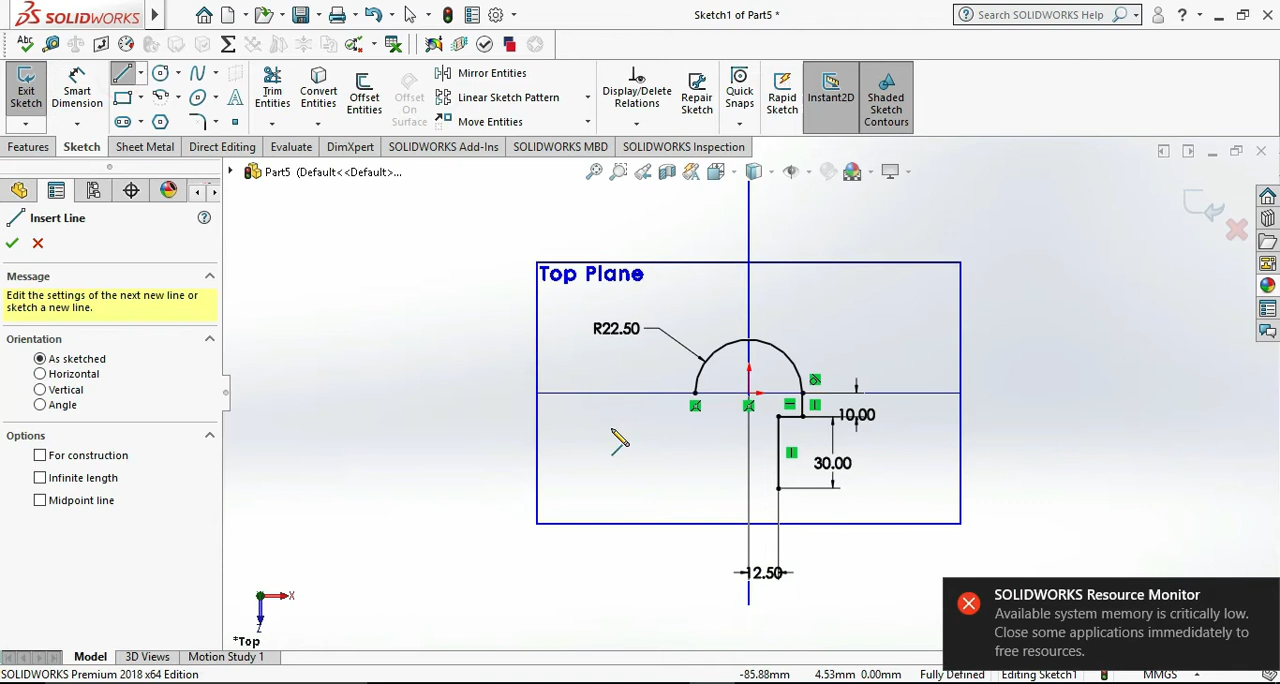 SOLIDWORKS
Sketch1 of Part5 *
Search SOLIDWORKS Help
?
Abc
Exit Sketch
Smart Dimension
Trim Entities
Convert Entities
Offset Entities
Offset On Surface
Mirror Entities
Linear Sketch Pattern
Move Entities
Display/Delete Relations
Repair Sketch
Quick Snaps
Rapid Sketch
Instant2D
Shaded Sketch Contours
Features
Sketch
Sheet Metal
Direct Editing
Evaluate
DimXpert
SOLIDWORKS Add-Ins
SOLIDWORKS MBD
SOLIDWORKS Inspection
Part5 (Default<<Default>...
Insert Line
?
Message
Edit the settings of the next new line or
sketch a new line.
Orientation
As sketched
Horizontal
Vertical
Angle
Options
For construction
Infinite length
Midpoint line
Top Plane
R22.50
10.00
30.00
12.50
X
Z
*Top
SOLIDWORKS Resource Monitor
Available system memory is critically low.
Close some applications immedidately to
free resources.
Model
3D Views
Motion Study 1
SOLIDWORKS Premium 2018 x64 Edition
-85.88mm
4.53mm 0.00mm
Fully Defined
Editing Sketch1
MMGS